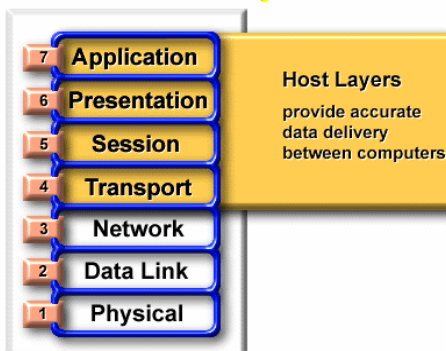 7 Application
6 Presentation
5 Session
4 Transport
3 Network
2 Data Link
1 Physical
Host Layers
provide accurate
data delivery
between computers